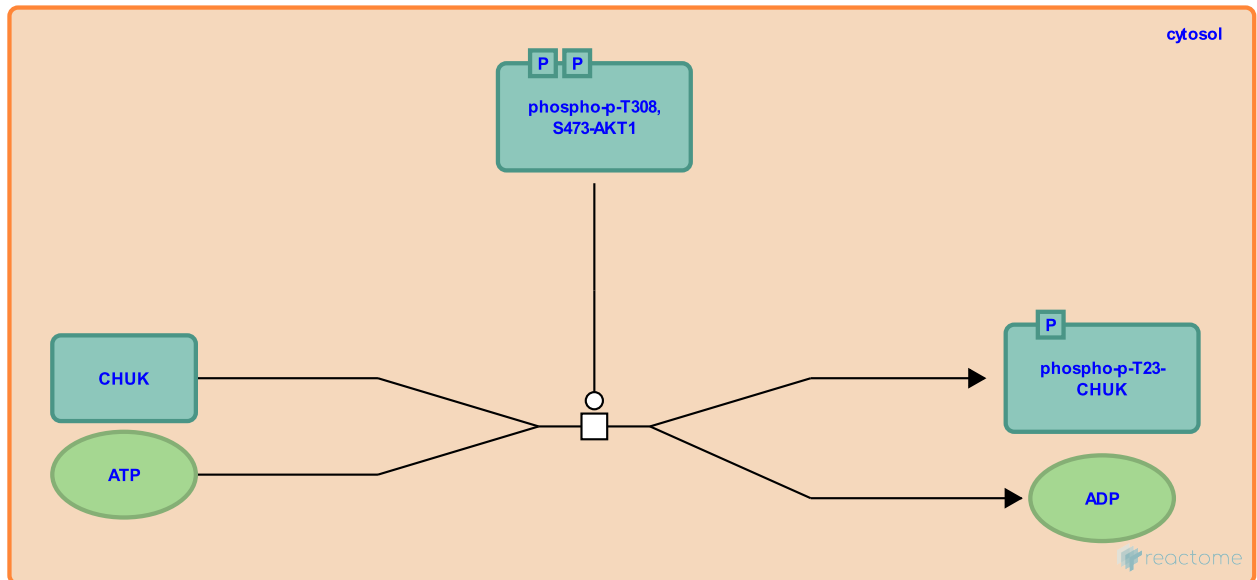 cytosol
P P
phospho-p-T308,
S473-AKT1
CHUK
ATP
P
phospho-p-T23-
CHUK
ADP
reactome